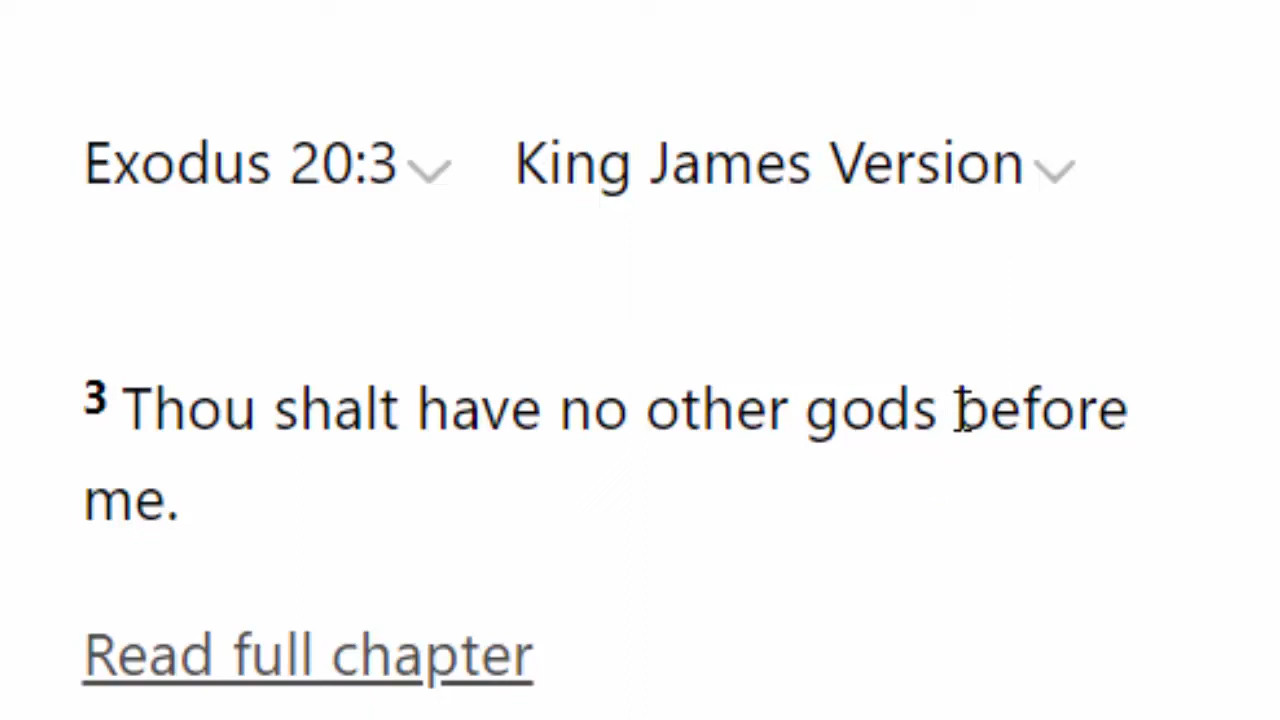 Exodus 20:3 King James Version
3 Thou shalt have no other gods before
me.
Read full chapter